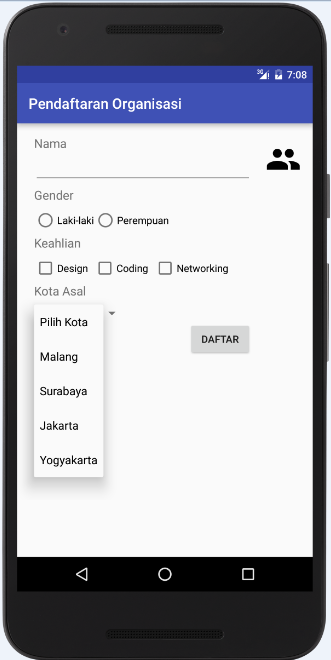 3G 7:08
Pendaftaran Organisasi
Nama
Gender
Laki-laki Perempuan
Keahlian
Design Coding Networking
Kota Asal
Pilih Kota
DAFTAR
Malang
Surabaya
Jakarta
Yogyakarta